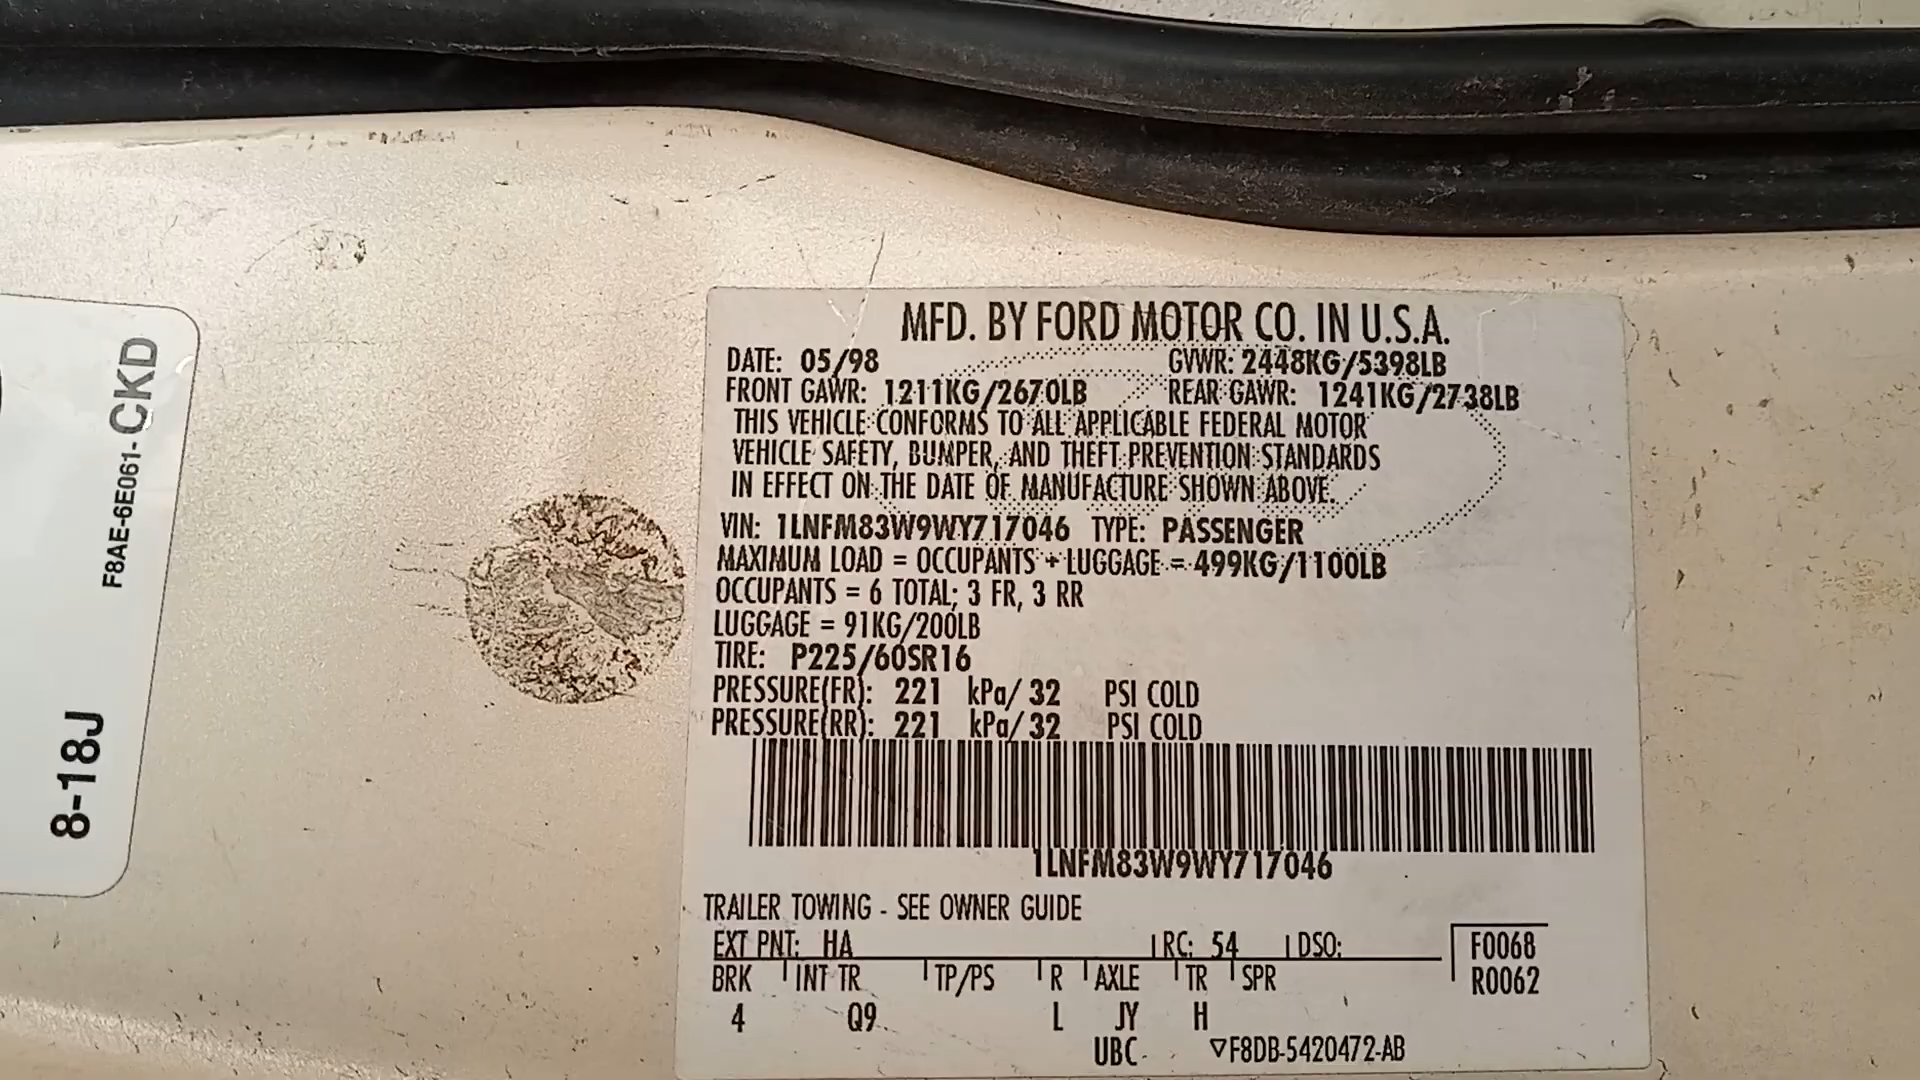 F8AE-6E061-CKD
8-18J
MFD. BY FORD MOTOR CO. IN U.S.A.
DATE: 05/98 GVWR: 2448KG/5398LB
FRONT GAWR: 1211KG/2670LB REAR GAWR: 1241KG/2738LB
THIS VEHICLE CONFORMS TO ALL APPLICABLE FEDERAL MOTOR
VEHICLE SAFETY, BUMPER, AND THEFT PREVENTION STANDARDS
IN EFFECT ON THE DATE OF MANUFACTURE SHOWN ABOVE.
VIN: 1LNFM83W9WY717046 TYPE: PASSENGER
MAXIMUM LOAD = OCCUPANTS + LUGGAGE = 499KG/1100LB
OCCUPANTS = 6 TOTAL; 3 FR, 3 RR
LUGGAGE = 91KG/200LB
TIRE: P225/60SR16
PRESSURE(FR): 221 kPa/ 32 PSI COLD
PRESSURE(RR): 221 kPa/ 32 PSI COLD
1LNFM83W9WY717046
TRAILER TOWING - SEE OWNER GUIDE
EXT PNT: HA RC: 54 DSO: F0068
BRK INT TR TP/PS R AXLE TR SPR R0062
4 Q9 L JY H
UBC ▽F8DB-5420472-AB